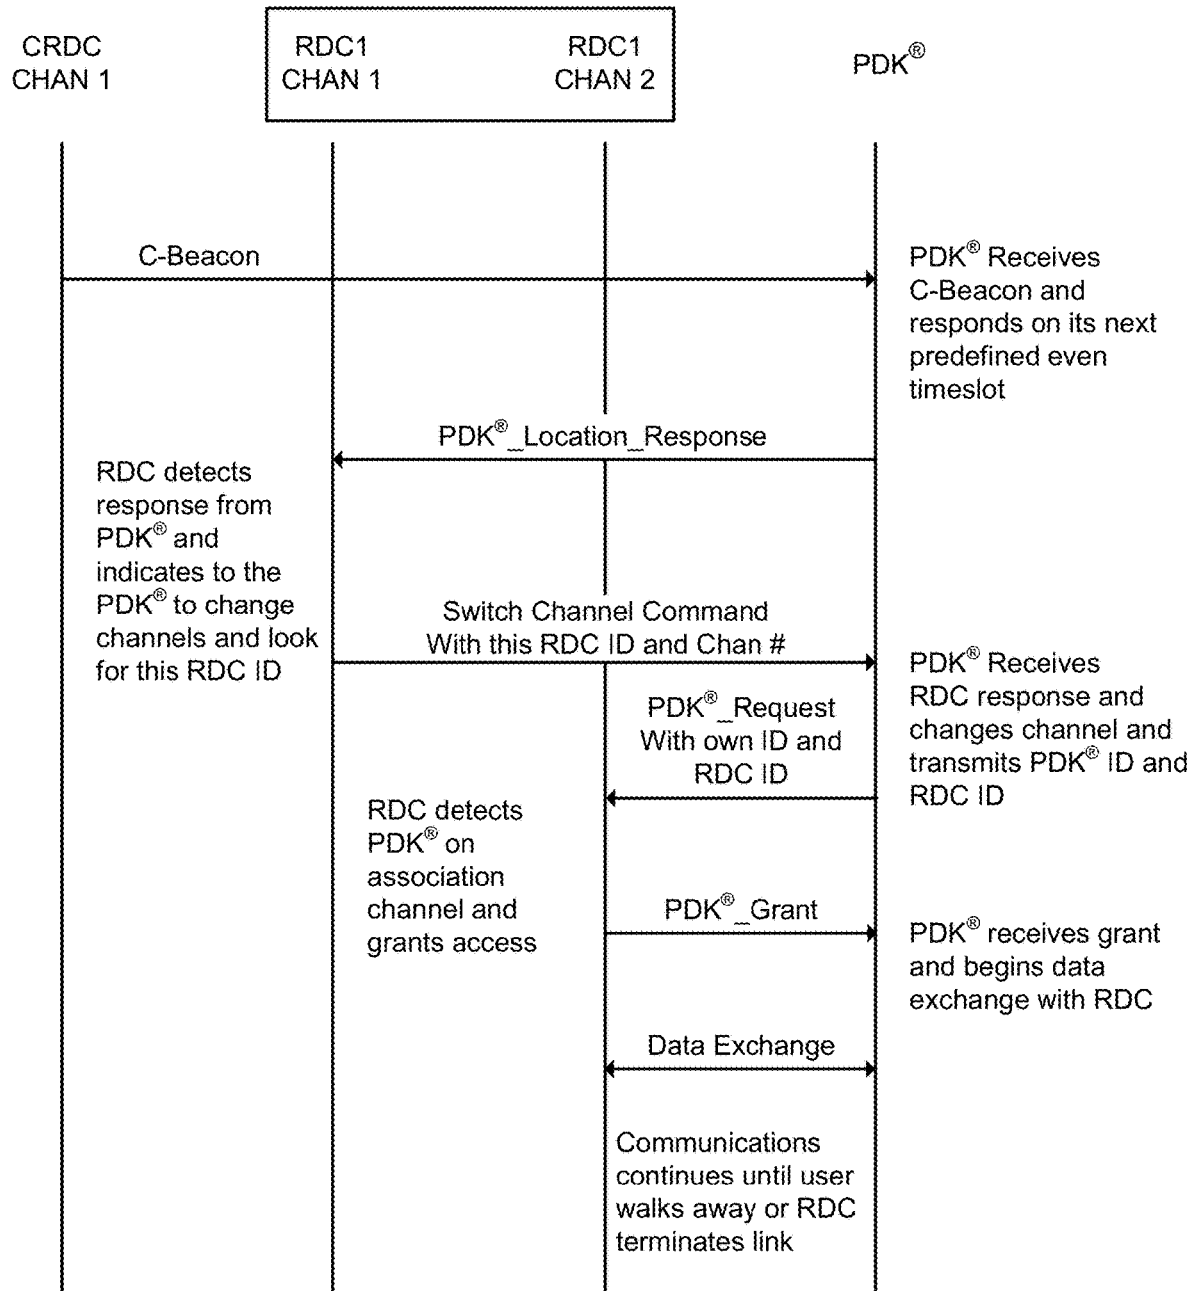 CRDC
CHAN 1
RDC1
CHAN 1
RDC1
CHAN 2
PDK®
C-Beacon
PDK® Receives
C-Beacon and
responds on its next
predefined even
timeslot
PDK®_Location_Response
RDC detects
response from
PDK® and
indicates to the
PDK® to change
channels and look
for this RDC ID
Switch Channel Command
With this RDC ID and Chan #
PDK® Receives
RDC response and
changes channel and
transmits PDK® ID and
RDC ID
PDK®_Request
With own ID and
RDC ID
RDC detects
PDK® on
association
channel and
grants access
PDK®_Grant
PDK® receives grant
and begins data
exchange with RDC
Data Exchange
Communications
continues until user
walks away or RDC
terminates link